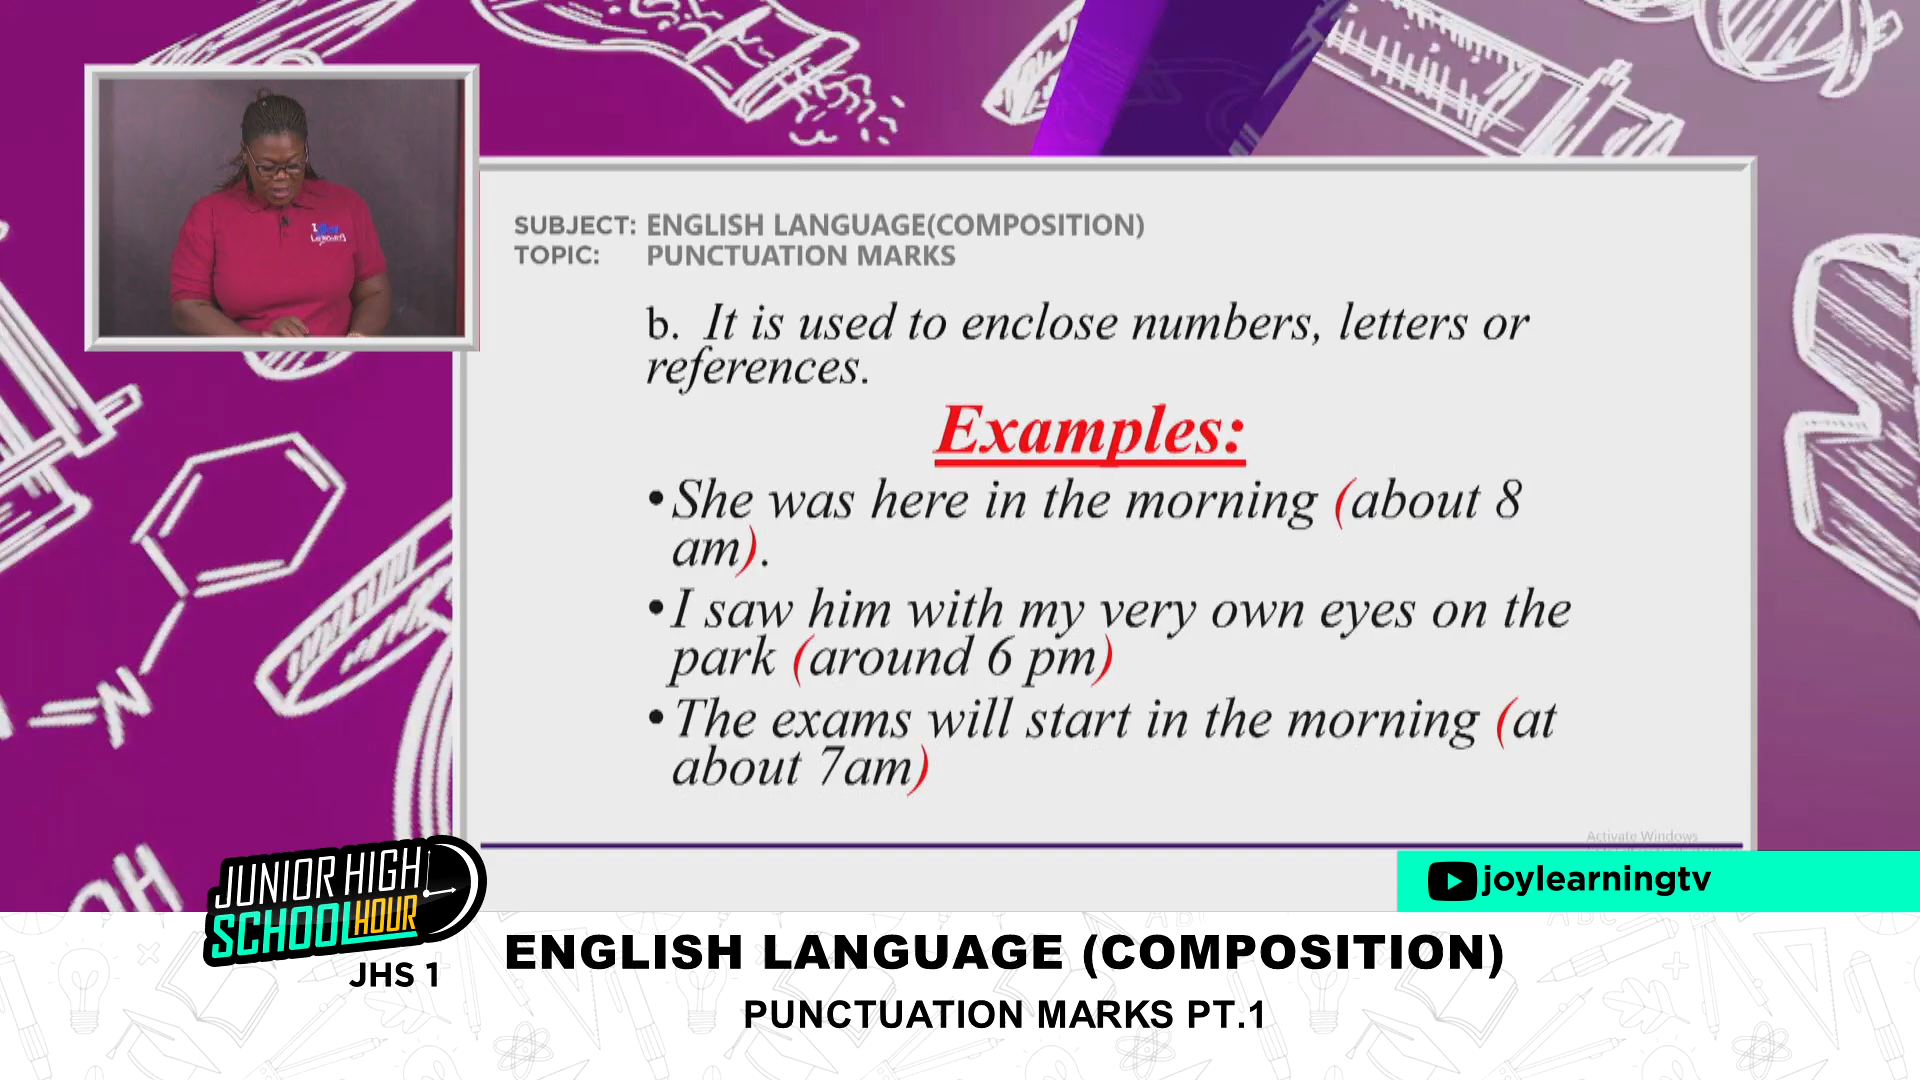 SUBJECT: ENGLISH LANGUAGE(COMPOSITION)
TOPIC: PUNCTUATION MARKS
b. It is used to enclose numbers, letters or
references.
Examples:
•She was here in the morning (about 8
am).
•I saw him with my very own eyes on the
park (around 6 pm)
•The exams will start in the morning (at
about 7am)
Activate Windows
joylearningtv
JUNIOR HIGH
SCHOOL HOUR
JHS 1
ENGLISH LANGUAGE (COMPOSITION)
PUNCTUATION MARKS PT.1